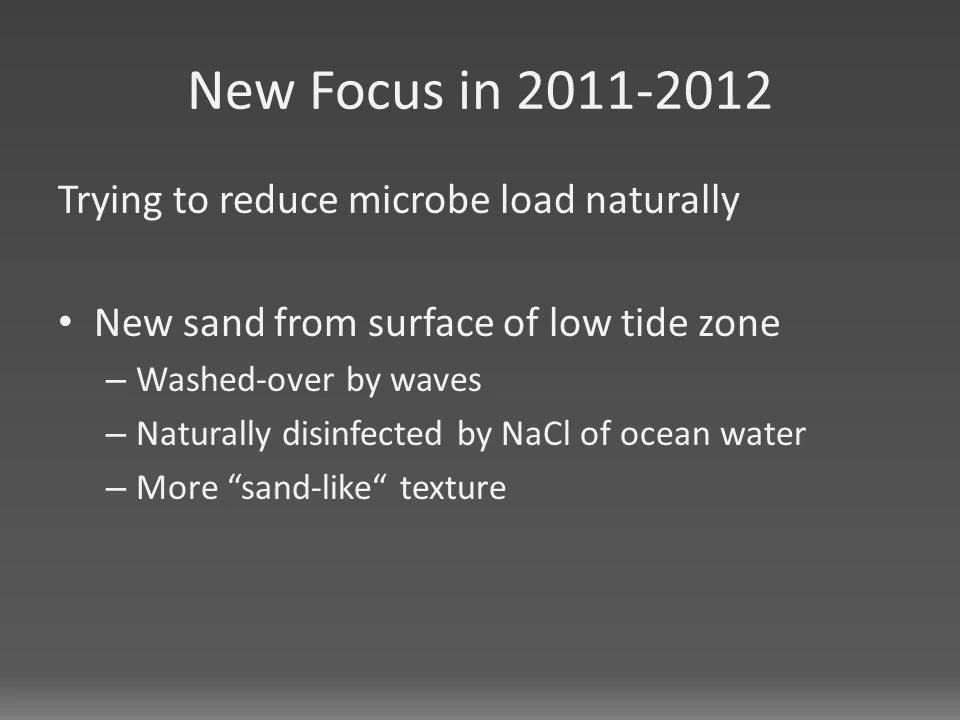 New Focus in 2011-2012
Trying to reduce microbe load naturally
• New sand from surface of low tide zone
– Washed-over by waves
– Naturally disinfected by NaCl of ocean water
– More “sand-like“ texture